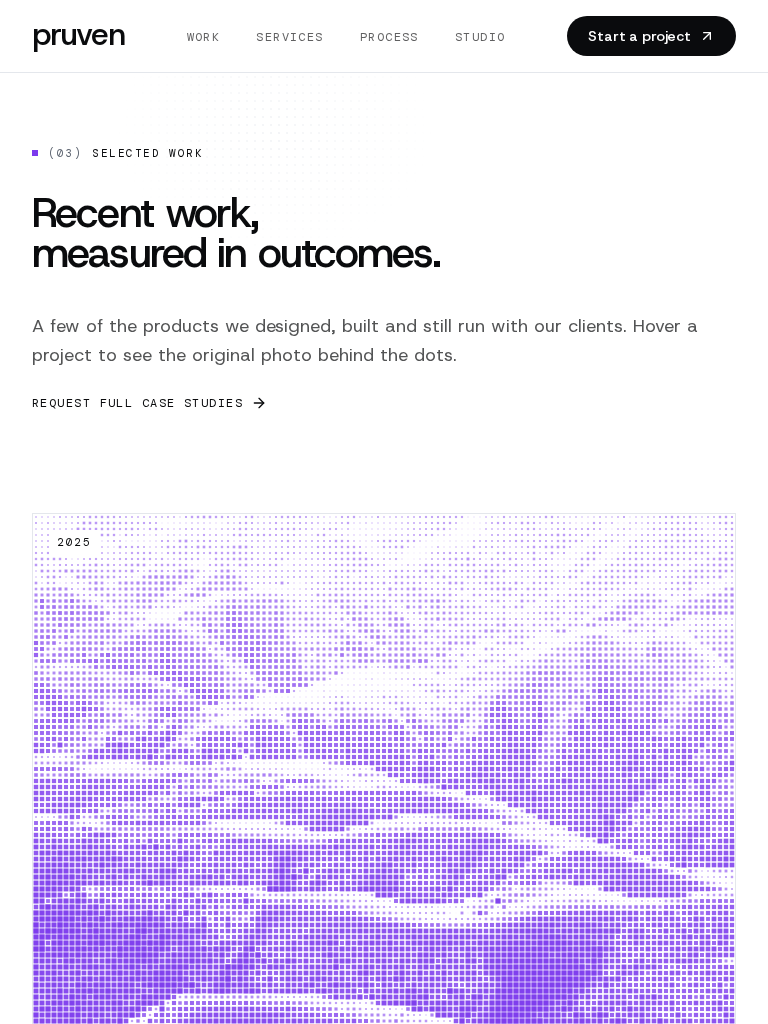 pruven
WORK SERVICES PROCESS STUDIO
Start a project
(03) SELECTED WORK
Recent work,
measured in outcomes.
A few of the products we designed, built and still run with our clients. Hover a
project to see the original photo behind the dots.
REQUEST FULL CASE STUDIES
2025